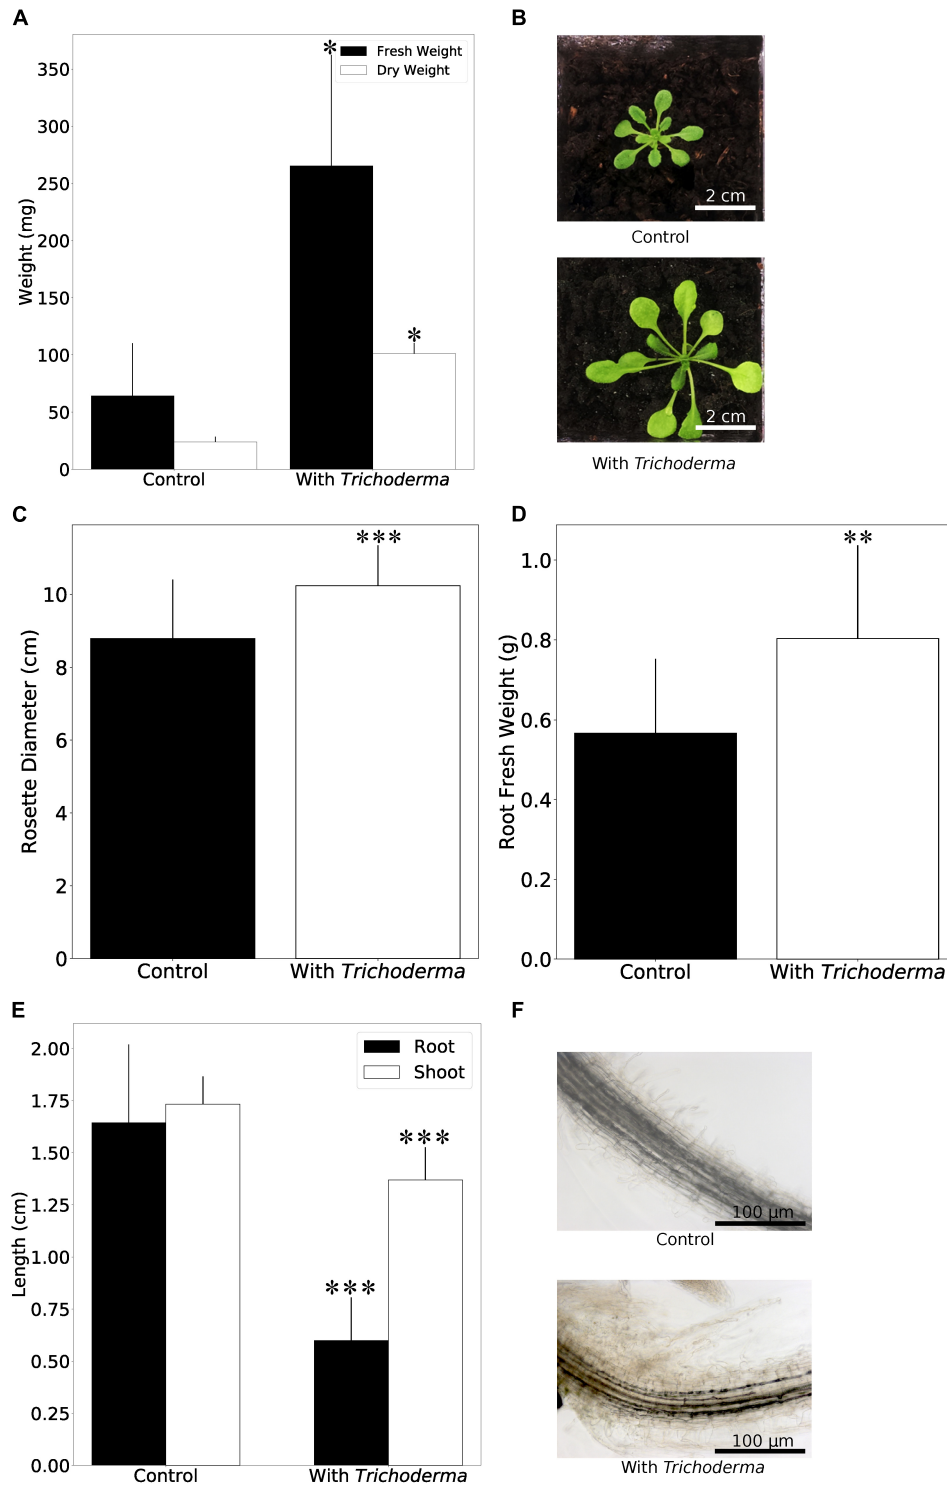 A
Weight (mg)
350
300
250
200
150
100
50
0
*
*
Fresh Weight
Dry Weight
Control
With Trichoderma
B
2 cm
Control
2 cm
With Trichoderma
C
Rosette Diameter (cm)
10
8
6
4
2
0
***
Control
With Trichoderma
D
Root Fresh Weight (g)
1.0
0.8
0.6
0.4
0.2
0.0
**
Control
With Trichoderma
E
Length (cm)
2.00
1.75
1.50
1.25
1.00
0.75
0.50
0.25
0.00
Root
Shoot
***
***
Control
With Trichoderma
F
100 µm
Control
100 µm
With Trichoderma